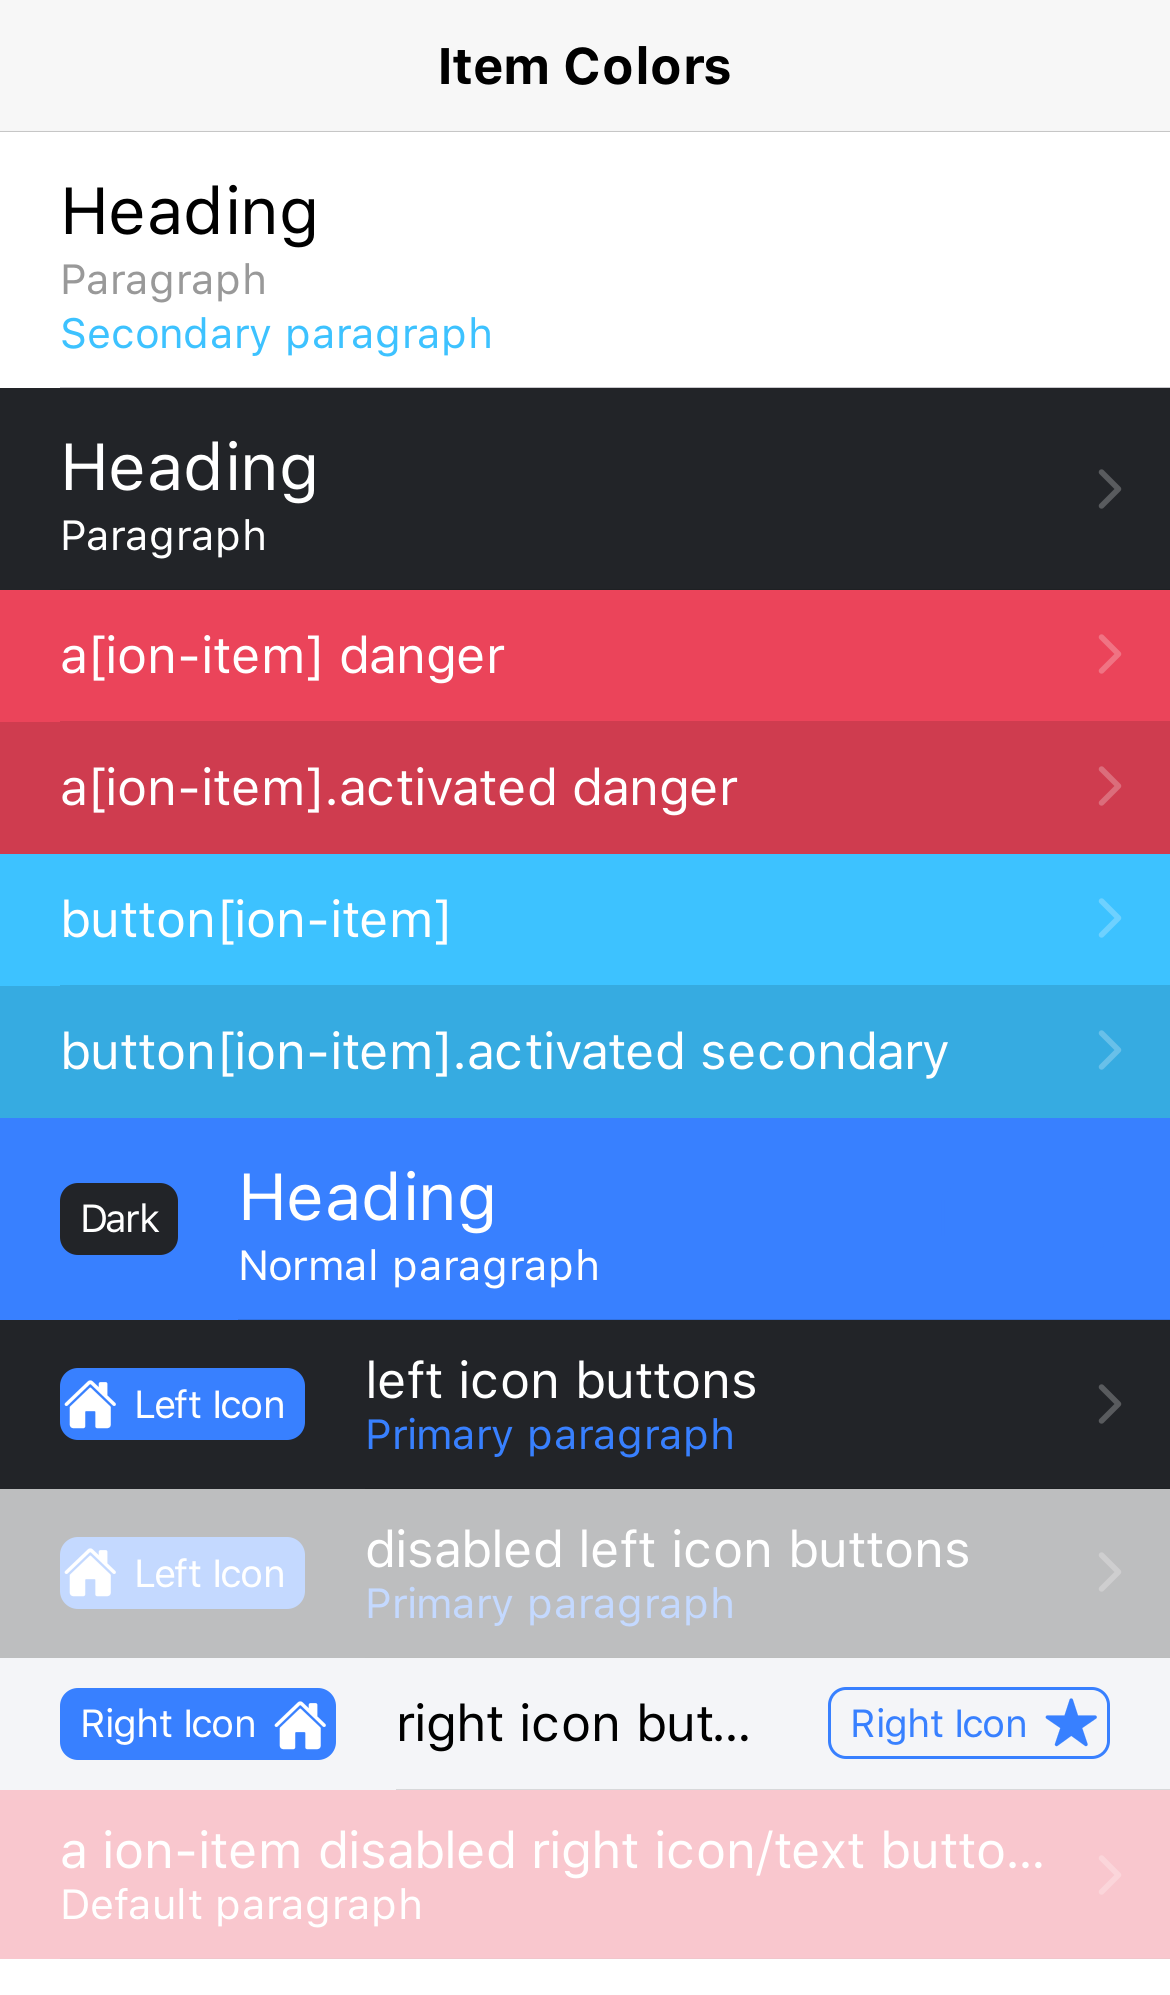 Item Colors
Heading
Paragraph
Secondary paragraph
Heading
Paragraph
a[ion-item] danger
a[ion-item].activated danger
button[ion-item]
button[ion-item].activated secondary
Dark
Heading
Normal paragraph
Left Icon
left icon buttons
Primary paragraph
Left Icon
disabled left icon buttons
Primary paragraph
Right Icon
right icon but...
Right Icon
a ion-item disabled right icon/text butto...
Default paragraph